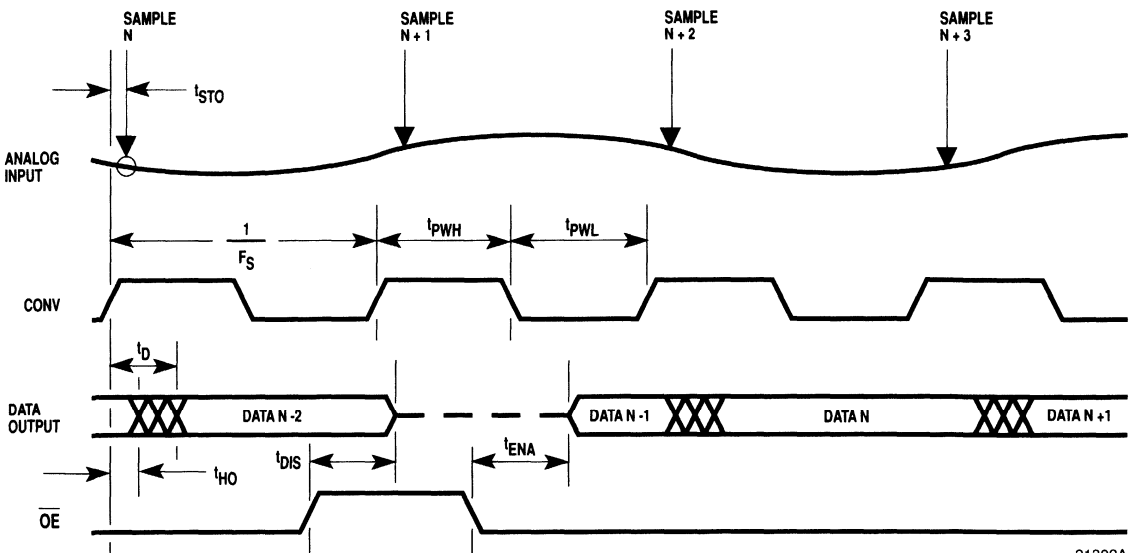 SAMPLE
N
SAMPLE
N + 1
SAMPLE
N + 2
SAMPLE
N + 3
tSTO
ANALOG
INPUT
1
FS
tPWH
tPWL
CONV
tD
DATA
OUTPUT
DATA N -2
DATA N -1
DATA N
DATA N +1
tHO
tDIS
tENA
OE